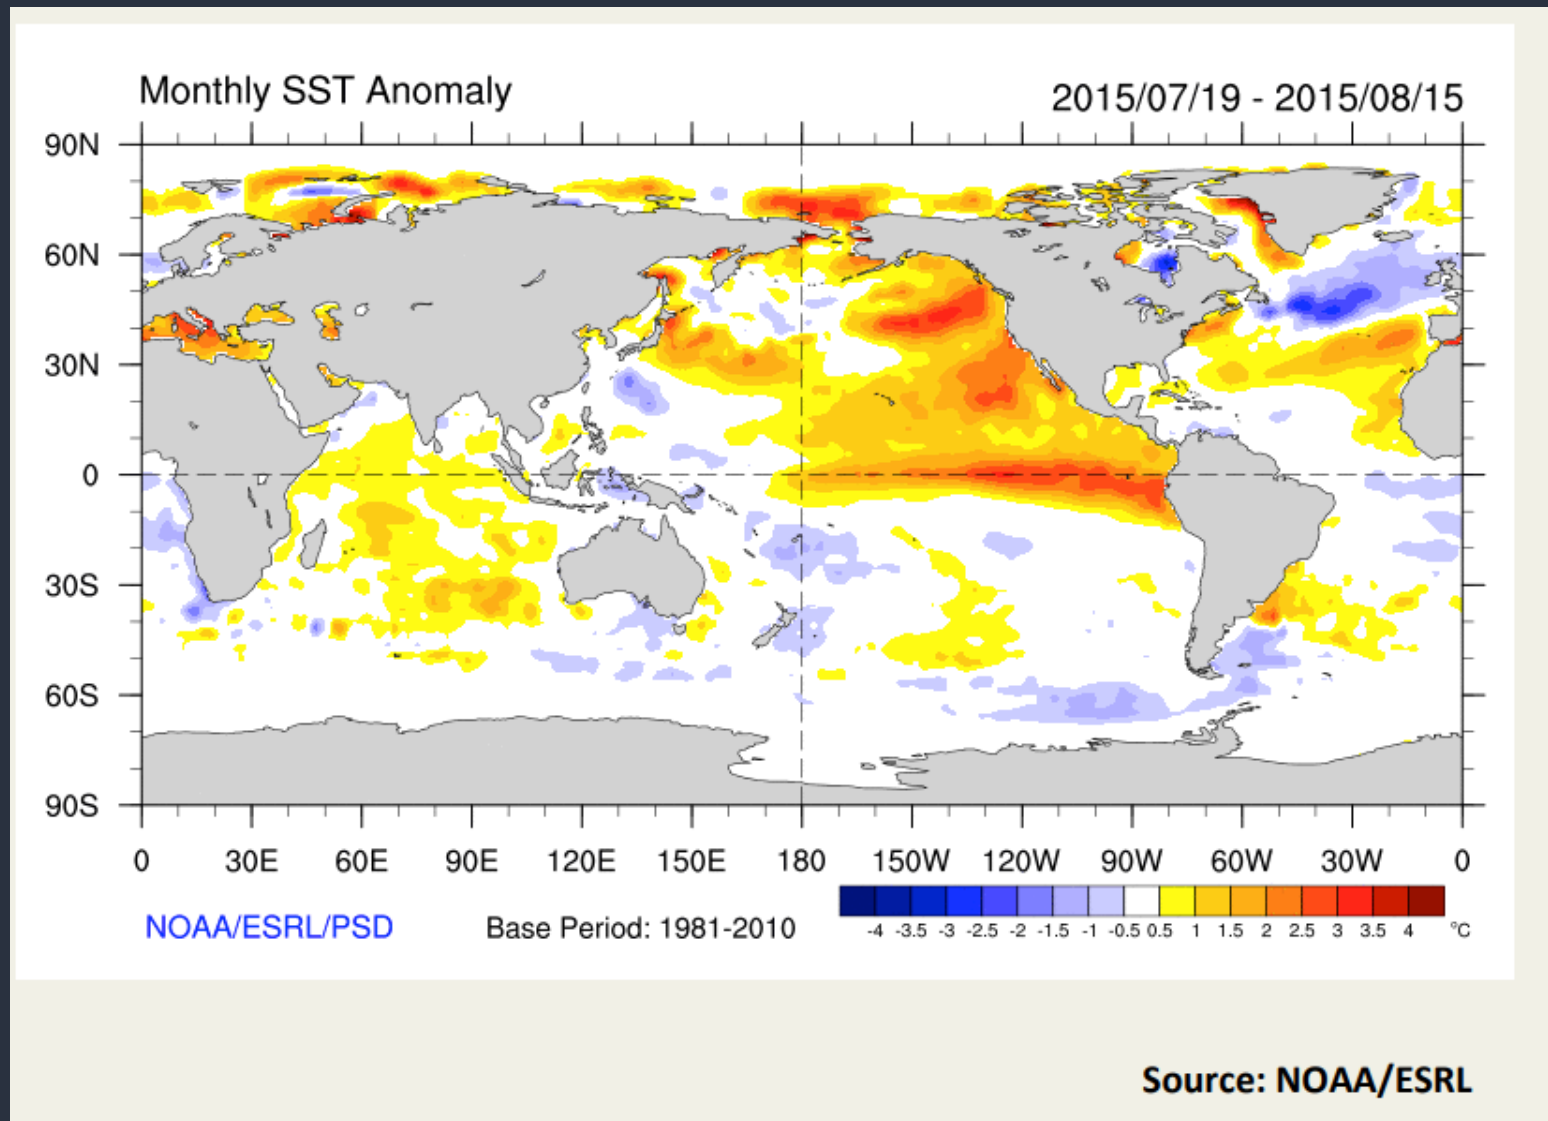 Monthly SST Anomaly
2015/07/19 - 2015/08/15
90N
60N
30N
0
30S
60S
90S
0 30E 60E 90E 120E 150E 180 150W 120W 90W 60W 30W 0
NOAA/ESRL/PSD
Base Period: 1981-2010
-4 -3.5 -3 -2.5 -2 -1.5 -1 -0.5 0.5 1 1.5 2 2.5 3 3.5 4 °C
Source: NOAA/ESRL